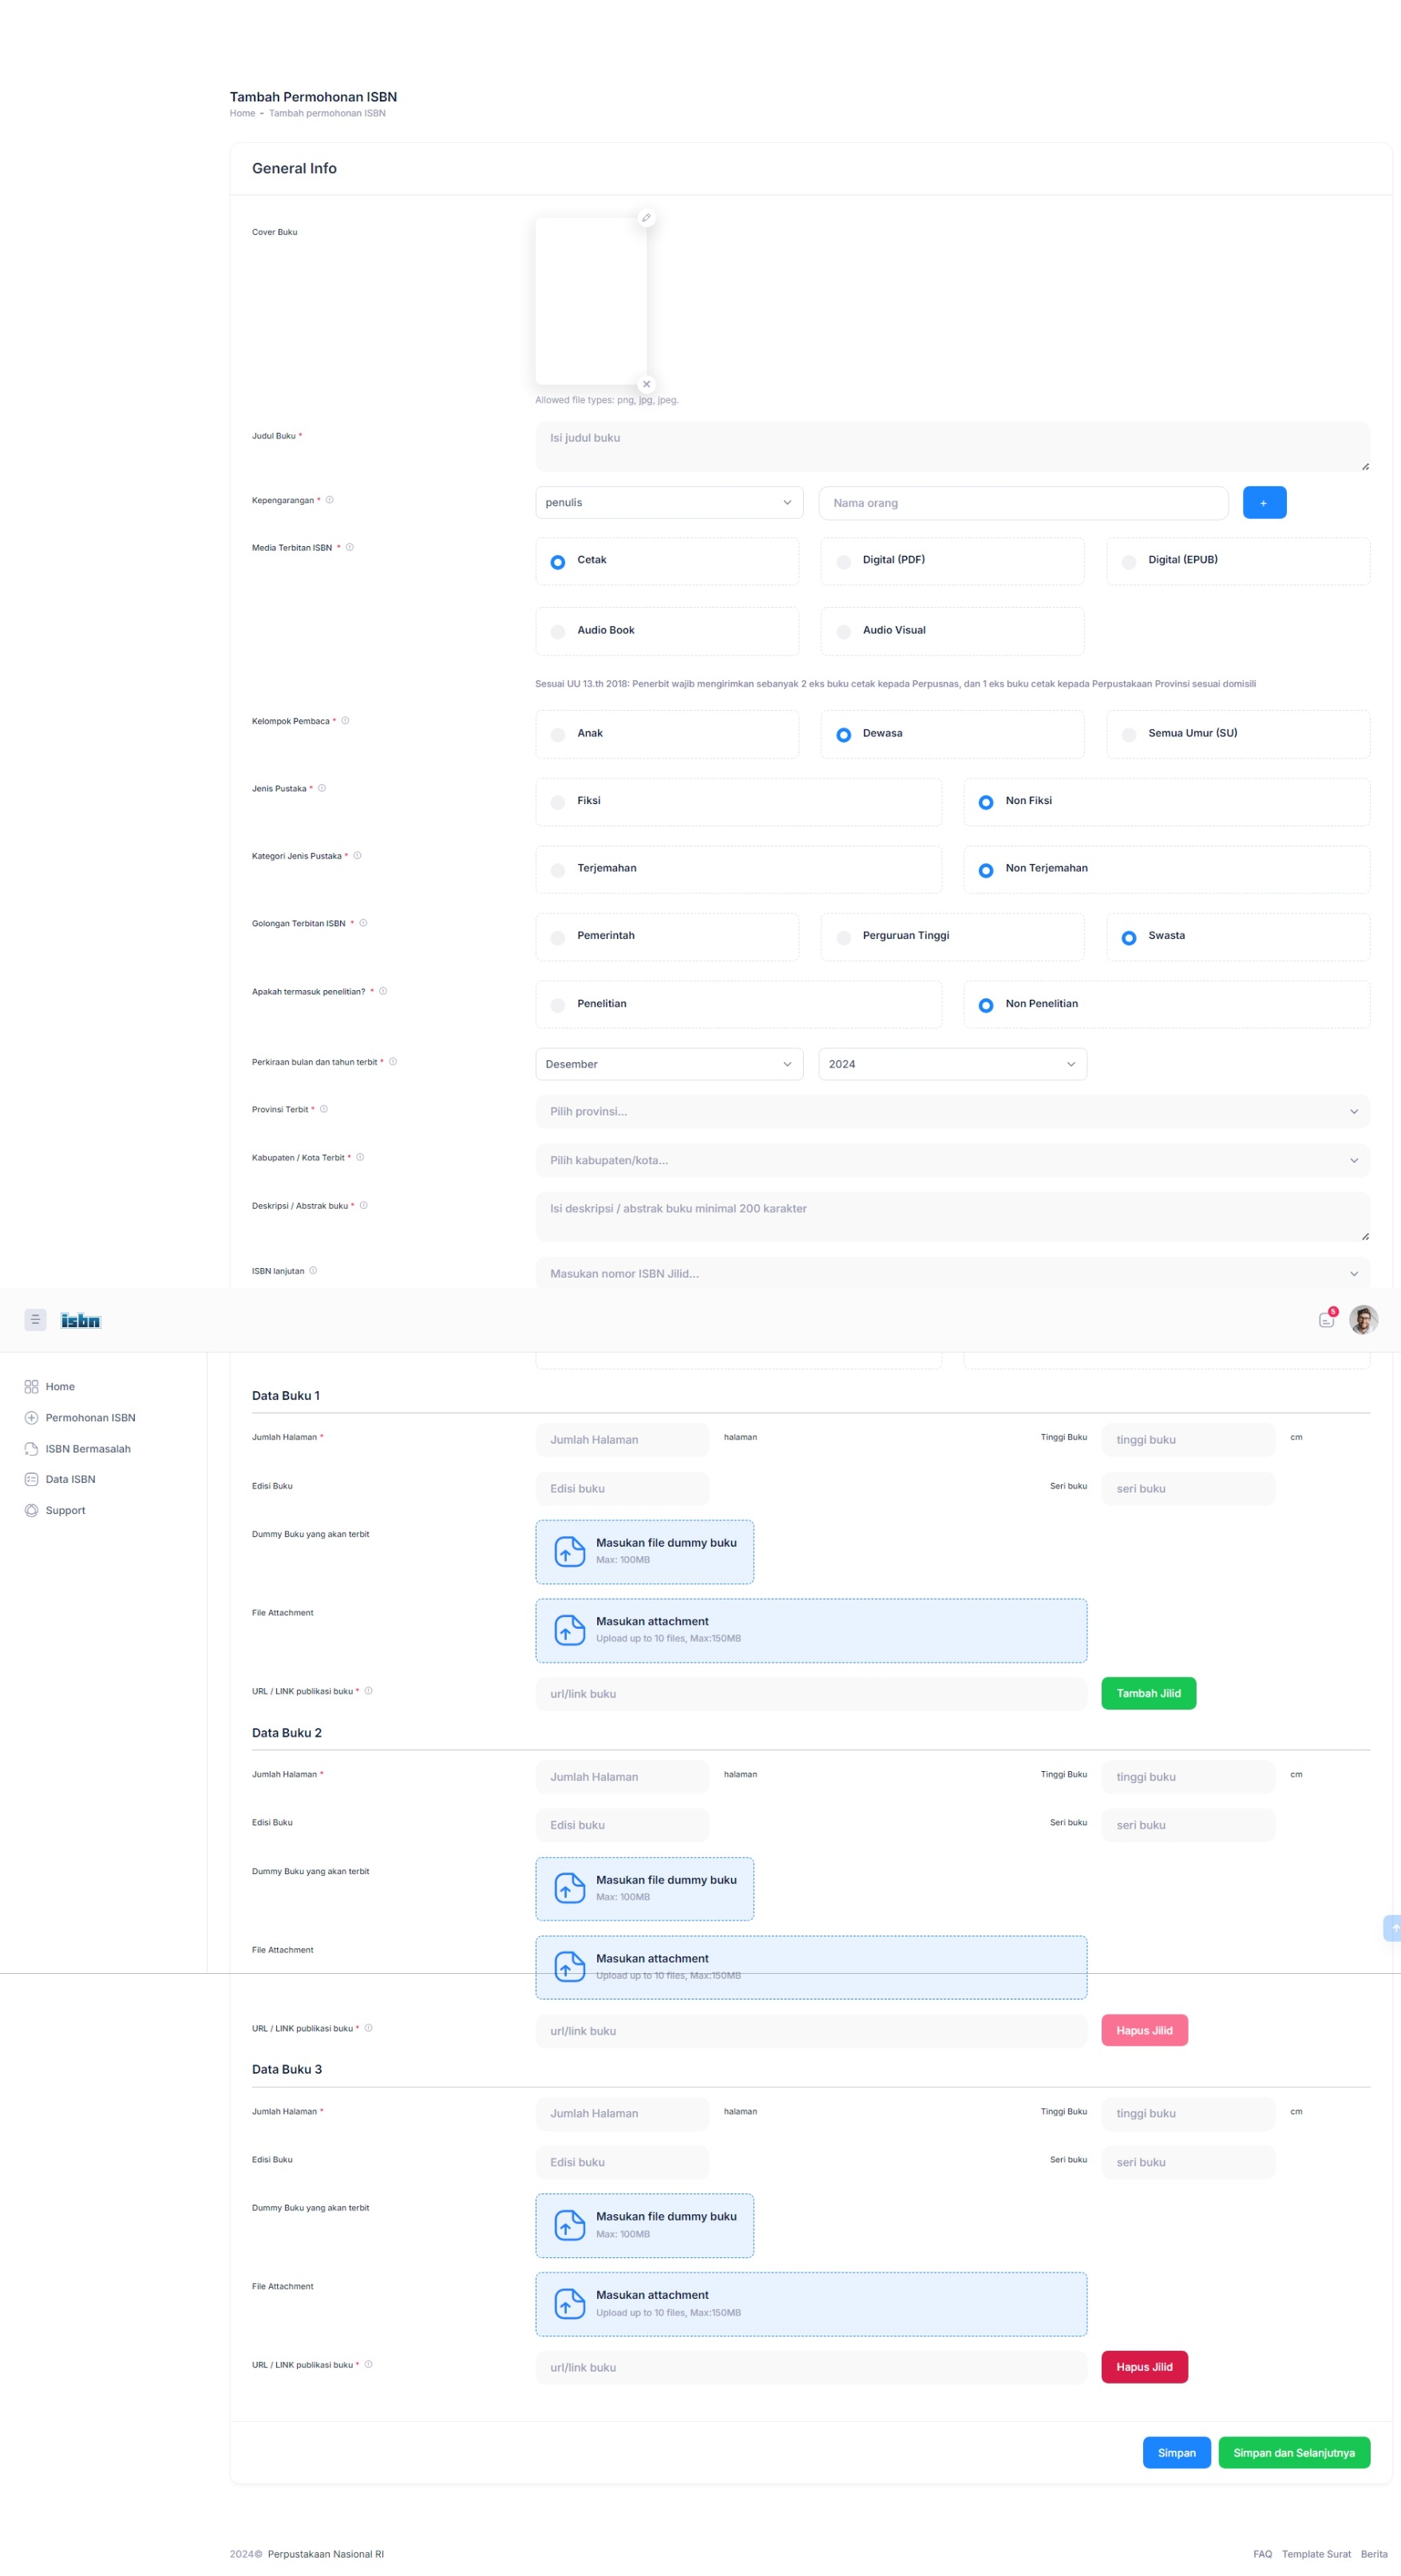 Tambah Permohonan ISBN
Home - Tambah permohonan ISBN
General Info
Cover Buku
Allowed file types: png, jpg, jpeg.
Judul Buku *
Isi judul buku
Kepengarangan *
penulis
Nama orang
+
Media Terbitan ISBN *
Cetak
Digital (PDF)
Digital (EPUB)
Audio Book
Audio Visual
Sesuai UU 13.th 2018: Penerbit wajib mengirimkan sebanyak 2 eks buku cetak kepada Perpusnas, dan 1 eks buku cetak kepada Perpustakaan Provinsi sesuai domisili
Kelompok Pembaca *
Anak
Dewasa
Semua Umur (SU)
Jenis Pustaka *
Fiksi
Non Fiksi
Kategori Jenis Pustaka *
Terjemahan
Non Terjemahan
Golongan Terbitan ISBN *
Pemerintah
Perguruan Tinggi
Swasta
Apakah termasuk penelitian? *
Penelitian
Non Penelitian
Perkiraan bulan dan tahun terbit *
Desember
2024
Provinsi Terbit *
Pilih provinsi...
Kabupaten / Kota Terbit *
Pilih kabupaten/kota...
Deskripsi / Abstrak buku *
Isi deskripsi / abstrak buku minimal 200 karakter
ISBN lanjutan
Masukan nomor ISBN Jilid...
isbn
5
Home
Permohonan ISBN
ISBN Bermasalah
Data ISBN
Support
Data Buku 1
Jumlah Halaman *
Jumlah Halaman
halaman
Tinggi Buku
tinggi buku
cm
Edisi Buku
Edisi buku
Seri buku
seri buku
Dummy Buku yang akan terbit
Masukan file dummy buku
Max: 100MB
File Attachment
Masukan attachment
Upload up to 10 files, Max:150MB
URL / LINK publikasi buku *
url/link buku
Tambah Jilid
Data Buku 2
Jumlah Halaman *
Jumlah Halaman
halaman
Tinggi Buku
tinggi buku
cm
Edisi Buku
Edisi buku
Seri buku
seri buku
Dummy Buku yang akan terbit
Masukan file dummy buku
Max: 100MB
File Attachment
Masukan attachment
Upload up to 10 files, Max:150MB
URL / LINK publikasi buku *
url/link buku
Hapus Jilid
Data Buku 3
Jumlah Halaman *
Jumlah Halaman
halaman
Tinggi Buku
tinggi buku
cm
Edisi Buku
Edisi buku
Seri buku
seri buku
Dummy Buku yang akan terbit
Masukan file dummy buku
Max: 100MB
File Attachment
Masukan attachment
Upload up to 10 files, Max:150MB
URL / LINK publikasi buku *
url/link buku
Hapus Jilid
Simpan
Simpan dan Selanjutnya
2024© Perpustakaan Nasional RI
FAQ Template Surat Berita